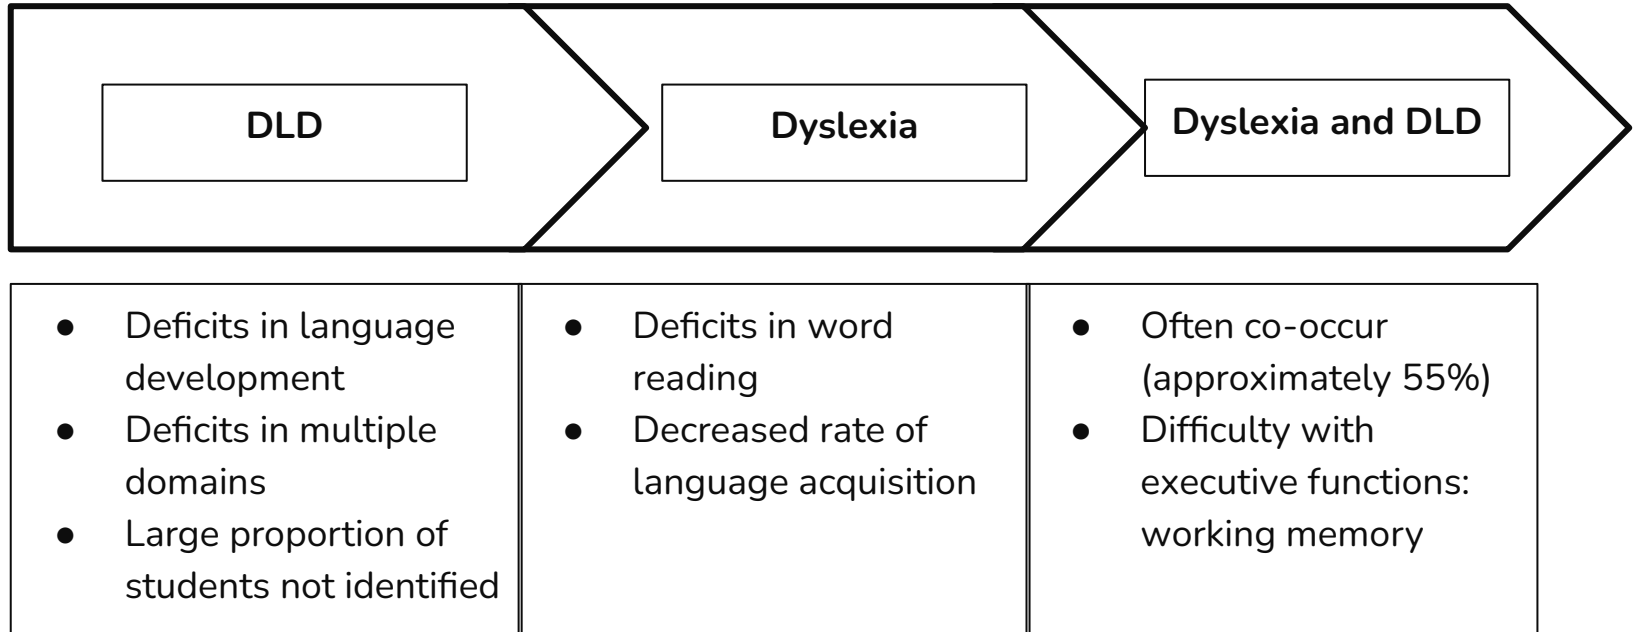 DLD
Dyslexia
Dyslexia and DLD
● Deficits in language
development
● Deficits in multiple
domains
● Large proportion of
students not identified
● Deficits in word
reading
● Decreased rate of
language acquisition
● Often co-occur
(approximately 55%)
● Difficulty with
executive functions:
working memory